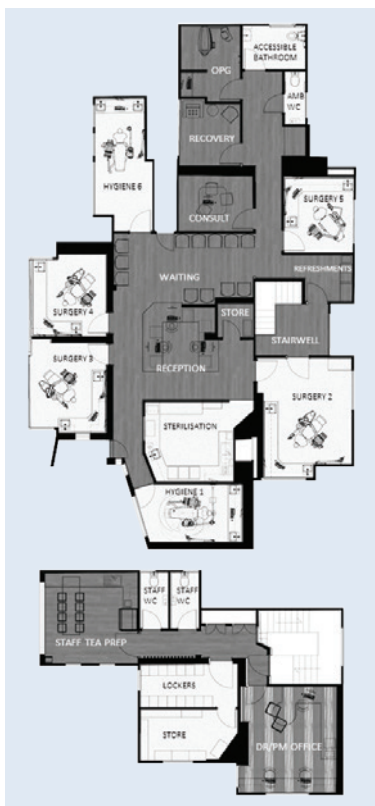 OPG
ACCESSIBLE
BATHROOM
AMB
WC
RECOVERY
HYGIENE 6
CONSULT
SURGERY 5
WAITING
REFRESHMENTS
SURGERY 4
STORE
STAIRWELL
RECEPTION
SURGERY 3
SURGERY 2
STERILISATION
HYGIENE 1
STAFF
WC
STAFF
WC
STAFF TEA PREP
LOCKERS
STORE
DR/PM OFFICE